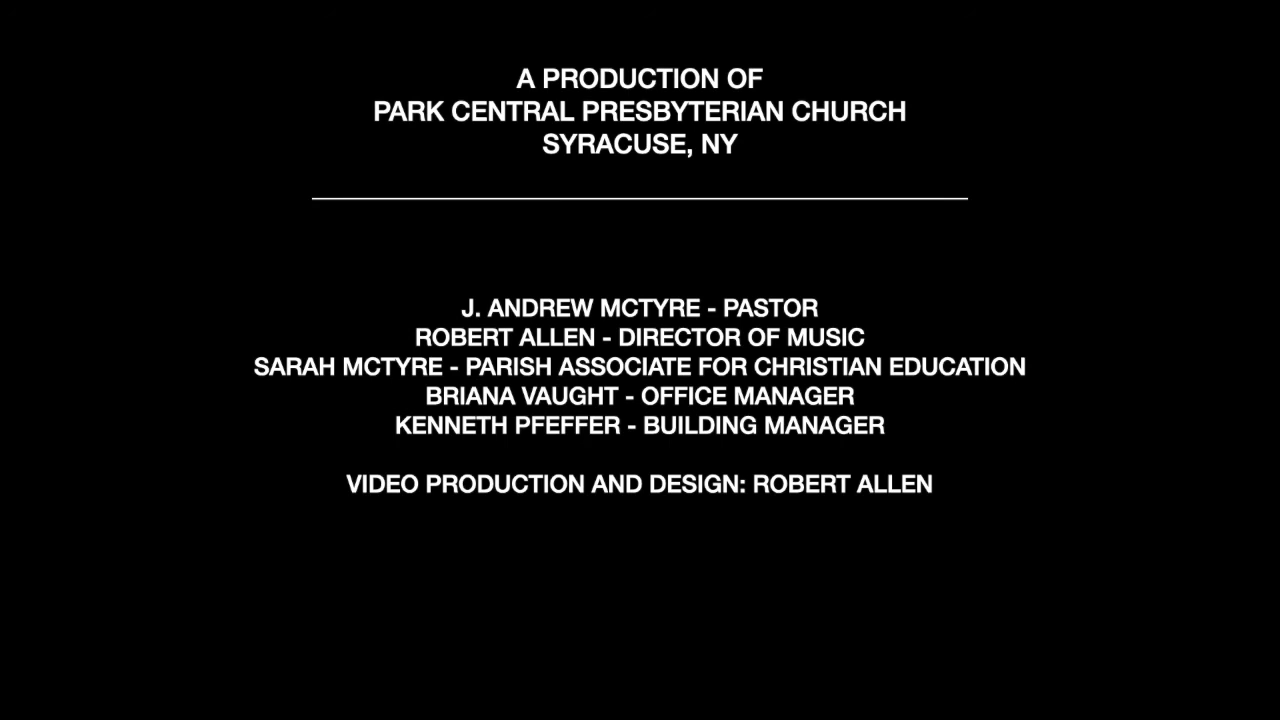 A PRODUCTION OF
PARK CENTRAL PRESBYTERIAN CHURCH
SYRACUSE, NY
J. ANDREW MCTYRE - PASTOR
ROBERT ALLEN - DIRECTOR OF MUSIC
SARAH MCTYRE - PARISH ASSOCIATE FOR CHRISTIAN EDUCATION
BRIANA VAUGHT - OFFICE MANAGER
KENNETH PFEFFER - BUILDING MANAGER
VIDEO PRODUCTION AND DESIGN: ROBERT ALLEN